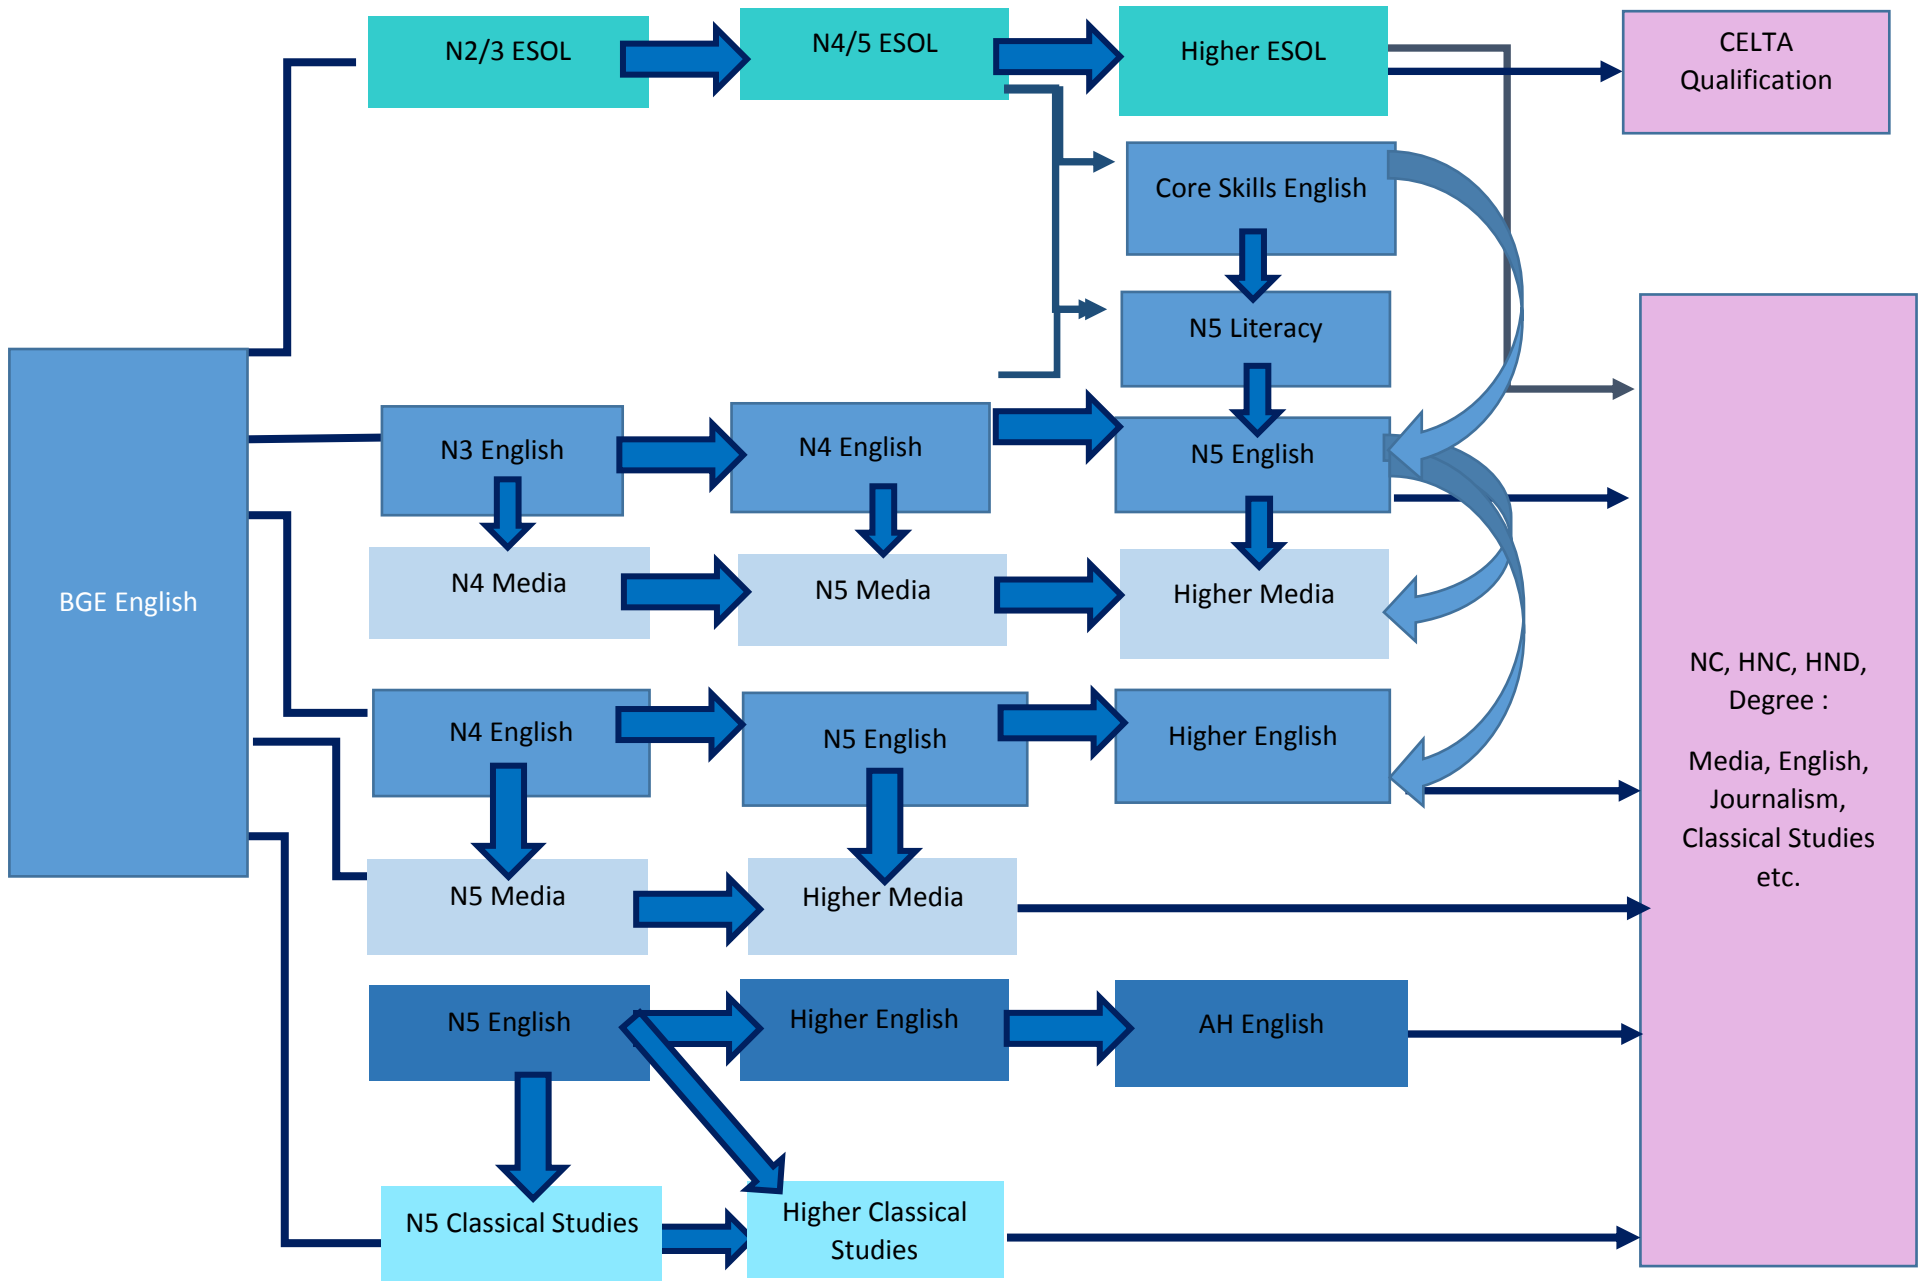 N2/3 ESOL
N4/5 ESOL
Higher ESOL
CELTA
Qualification
Core Skills English
N5 Literacy
BGE English
N3 English
N4 English
N5 English
N4 Media
N5 Media
Higher Media
N4 English
N5 English
Higher English
N5 Media
Higher Media
N5 English
Higher English
AH English
N5 Classical Studies
Higher Classical
Studies
NC, HNC, HND,
Degree :
Media, English,
Journalism,
Classical Studies
etc.